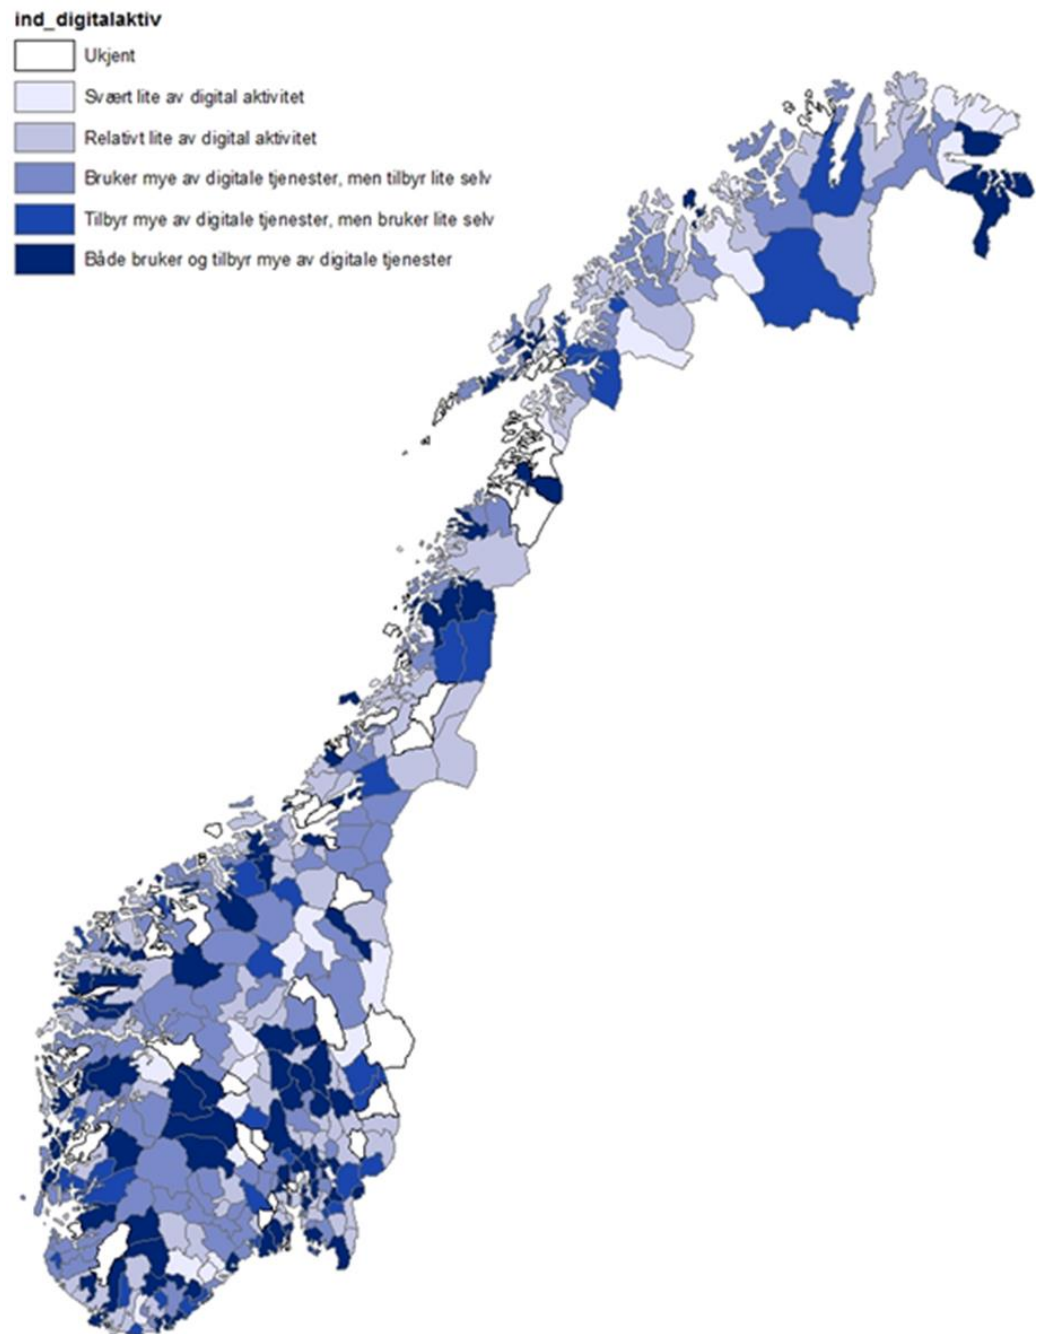 ind_digitalaktiv
Ukjent
Svært lite av digital aktivitet
Relativt lite av digital aktivitet
Bruker mye av digitale tjenester, men tilbyr lite selv
Tilbyr mye av digitale tjenester, men bruker lite selv
Både bruker og tilbyr mye av digitale tjenester